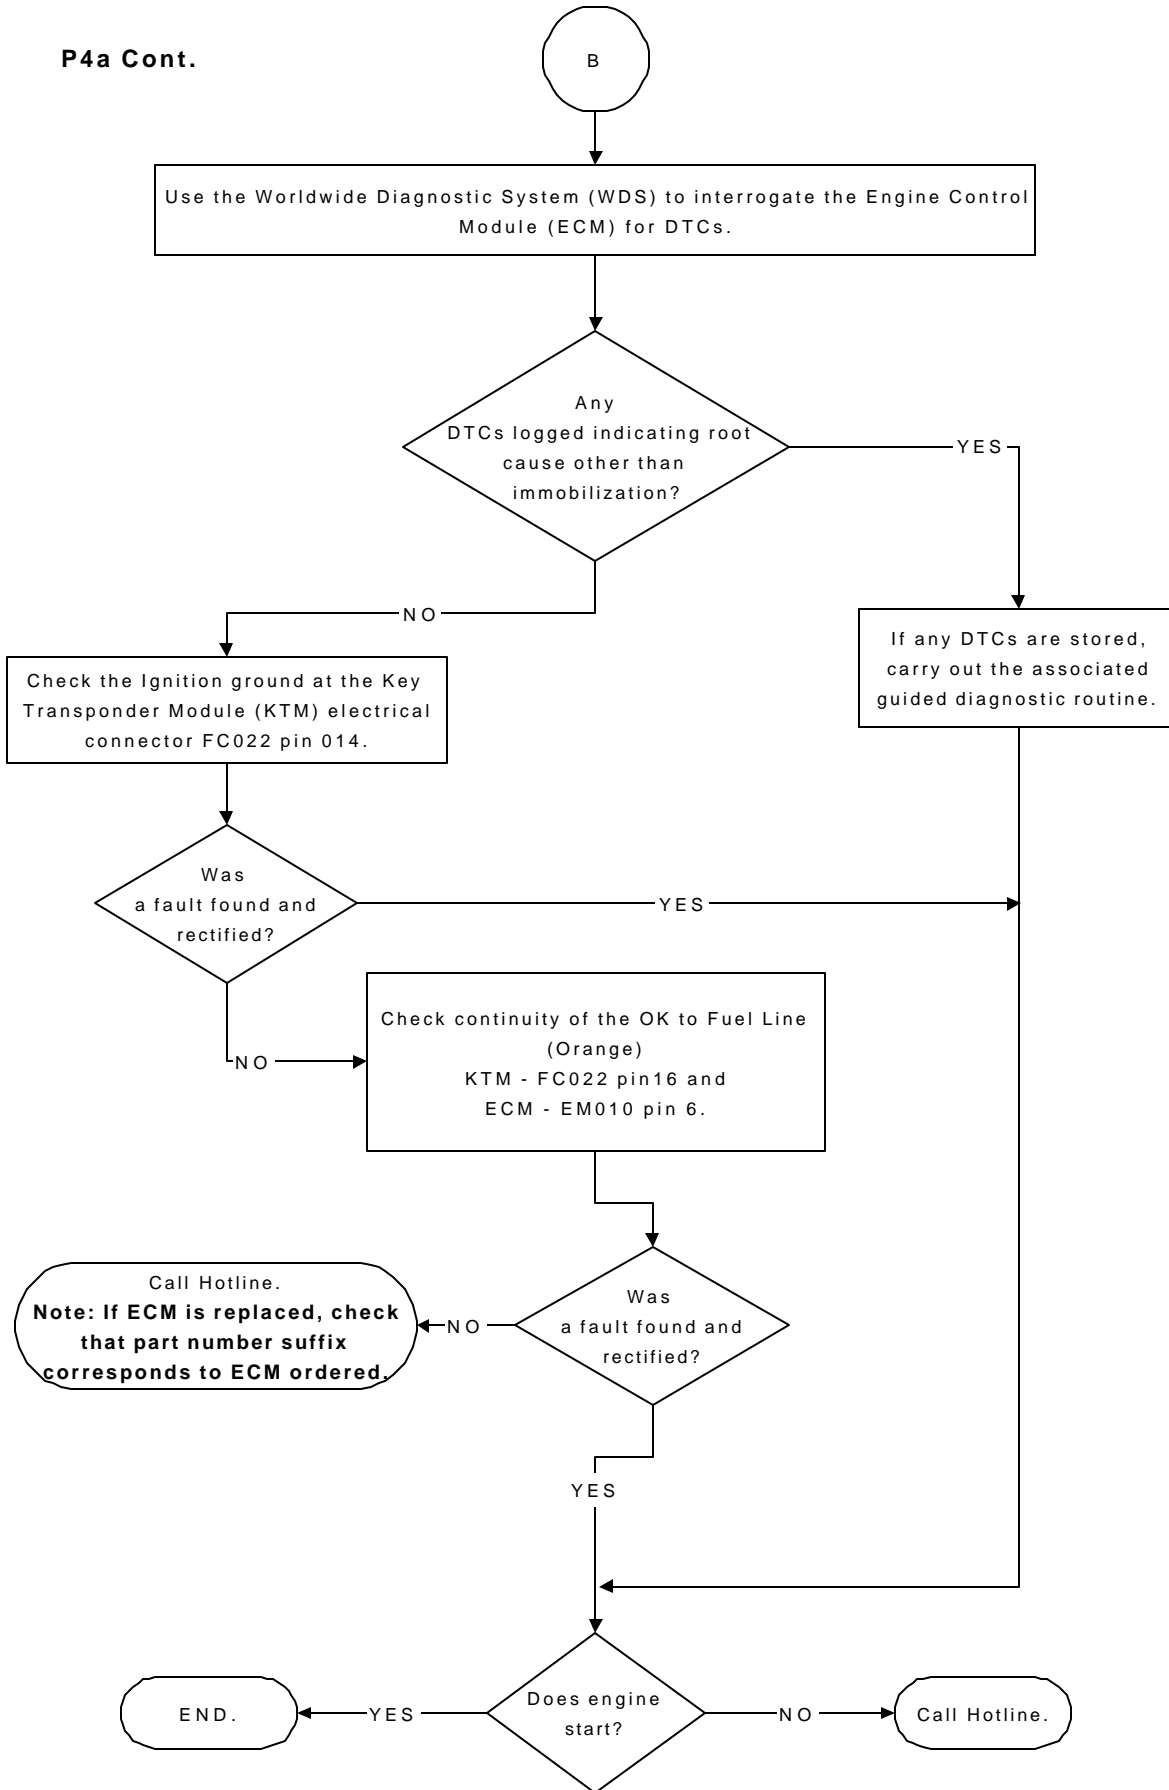 P4a Cont.
B
Use the Worldwide Diagnostic System (WDS) to interrogate the Engine Control
Module (ECM) for DTCs.
Any
DTCs logged indicating root
cause other than
immobilization?
YES
NO
If any DTCs are stored,
carry out the associated
guided diagnostic routine.
Check the Ignition ground at the Key
Transponder Module (KTM) electrical
connector FC022 pin 014.
Was
a fault found and
rectified?
YES
NO
Check continuity of the OK to Fuel Line
(Orange)
KTM - FC022 pin16 and
ECM - EM010 pin 6.
Was
a fault found and
rectified?
NO
Call Hotline.
Note: If ECM is replaced, check
that part number suffix
corresponds to ECM ordered.
YES
Does engine
start?
YES
END.
NO
Call Hotline.